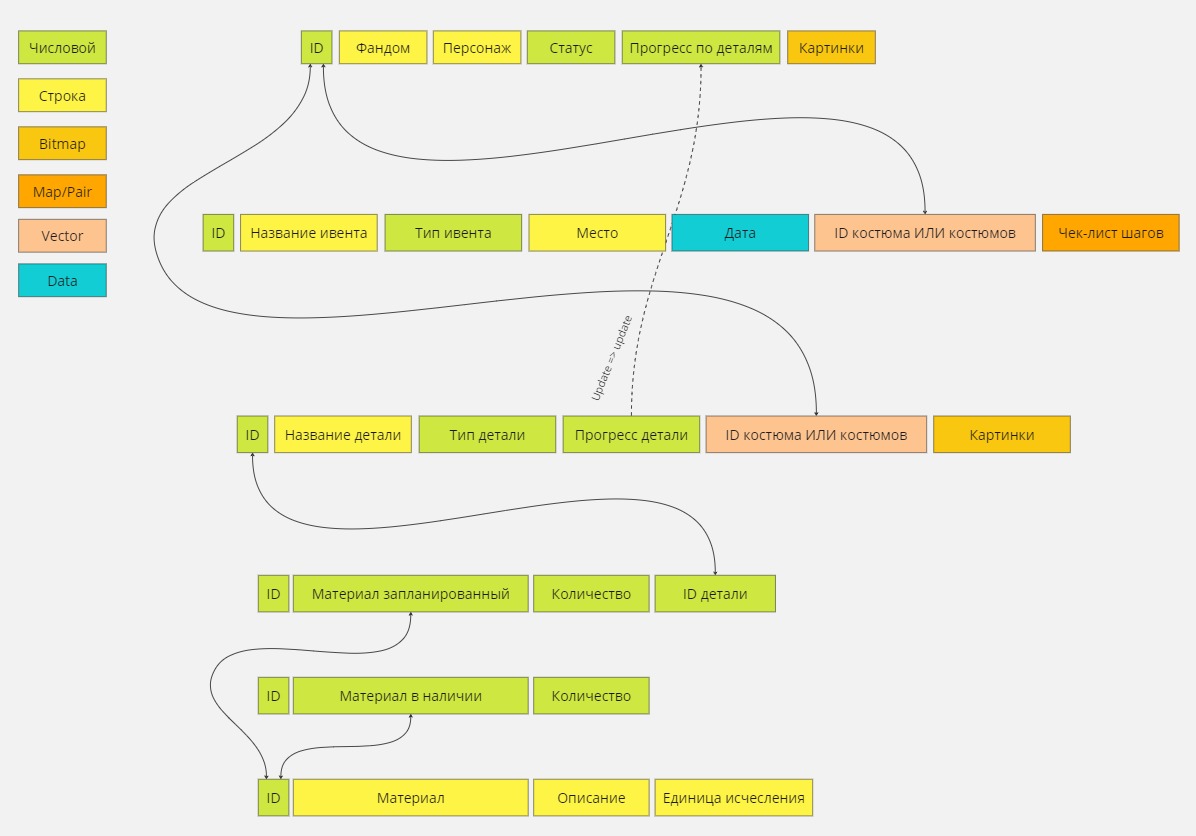 Числовой
Строка
Bitmap
Map/Pair
Vector
Data
ID Фандом Персонаж Статус Прогресс по деталям Картинки
ID Название ивента Тип ивента Место Дата ID костюма ИЛИ костюмов Чек-лист шагов
Update => update
ID Название детали Тип детали Прогресс детали ID костюма ИЛИ костюмов Картинки
ID Материал запланированный Количество ID детали
ID Материал в наличии Количество
ID Материал Описание Единица исчесления